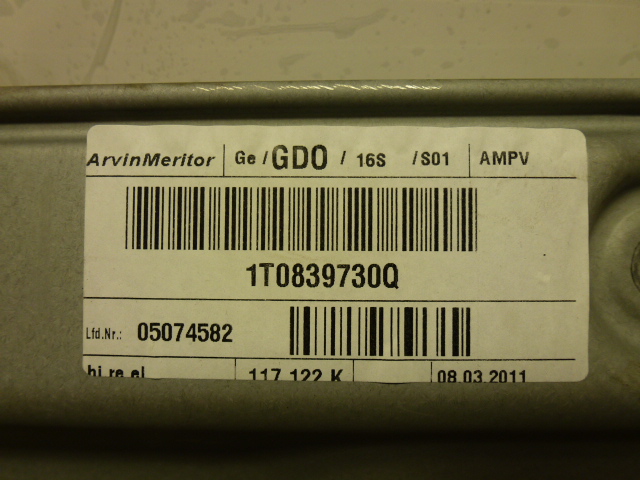 ArvinMeritor Ge / GDO / 16S / S01 AMPV
1T0839730Q
Lfd.Nr.: 05074582
hi re el 117 122 K 08.03.2011